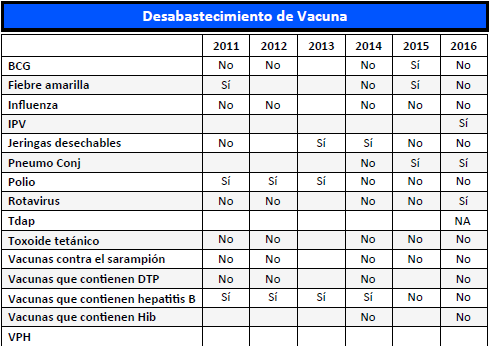 Desabastecimiento de Vacuna
2011 2012 2013 2014 2015 2016
BCG No No No Sí No
Fiebre amarilla Sí No Sí No
Influenza No No No No No
IPV Sí
Jeringas desechables No Sí Sí No No
Pneumo Conj No Sí Sí
Polio Sí Sí Sí No No No
Rotavirus No No No No Sí
Tdap NA
Toxoide tetánico No No No No No
Vacunas contra el sarampión No No No No No
Vacunas que contienen DTP No No No No
Vacunas que contienen hepatitis B Sí Sí Sí Sí No No
Vacunas que contienen Hib No No
VPH